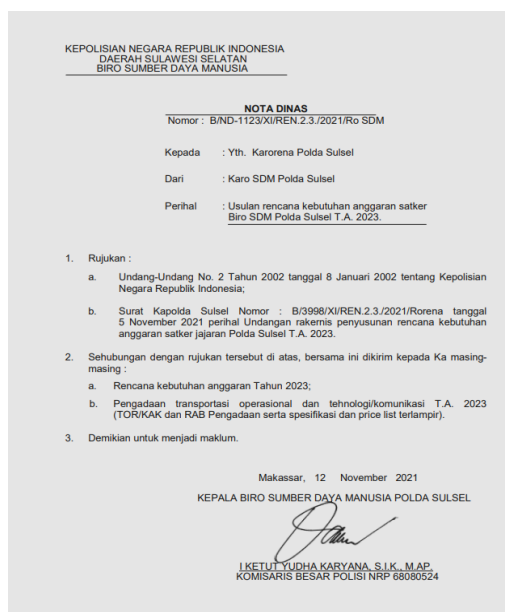 KEPOLISIAN NEGARA REPUBLIK INDONESIA
DAERAH SULAWESI SELATAN
BIRO SUMBER DAYA MANUSIA
NOTA DINAS
Nomor : B/ND-1123/XI/REN.2.3./2021/Ro SDM
Kepada : Yth. Karorena Polda Sulsel
Dari : Karo SDM Polda Sulsel
Perihal : Usulan rencana kebutuhan anggaran satker
Biro SDM Polda Sulsel T.A. 2023.
1. Rujukan :
a. Undang-Undang No. 2 Tahun 2002 tanggal 8 Januari 2002 tentang Kepolisian
Negara Republik Indonesia;
b. Surat Kapolda Sulsel Nomor : B/3998/XI/REN.2.3./2021/Rorena tanggal
5 November 2021 perihal Undangan rakernis penyusunan rencana kebutuhan
anggaran satker jajaran Polda Sulsel T.A. 2023.
2. Sehubungan dengan rujukan tersebut di atas, bersama ini dikirim kepada Ka masing-
masing :
a. Rencana kebutuhan anggaran Tahun 2023;
b. Pengadaan transportasi operasional dan tehnologi/komunikasi T.A. 2023
(TOR/KAK dan RAB Pengadaan serta spesifikasi dan price list terlampir).
3. Demikian untuk menjadi maklum.
Makassar, 12 November 2021
KEPALA BIRO SUMBER DAYA MANUSIA POLDA SULSEL
I KETUT YUDHA KARYANA, S.I.K., M.AP.
KOMISARIS BESAR POLISI NRP 68080524